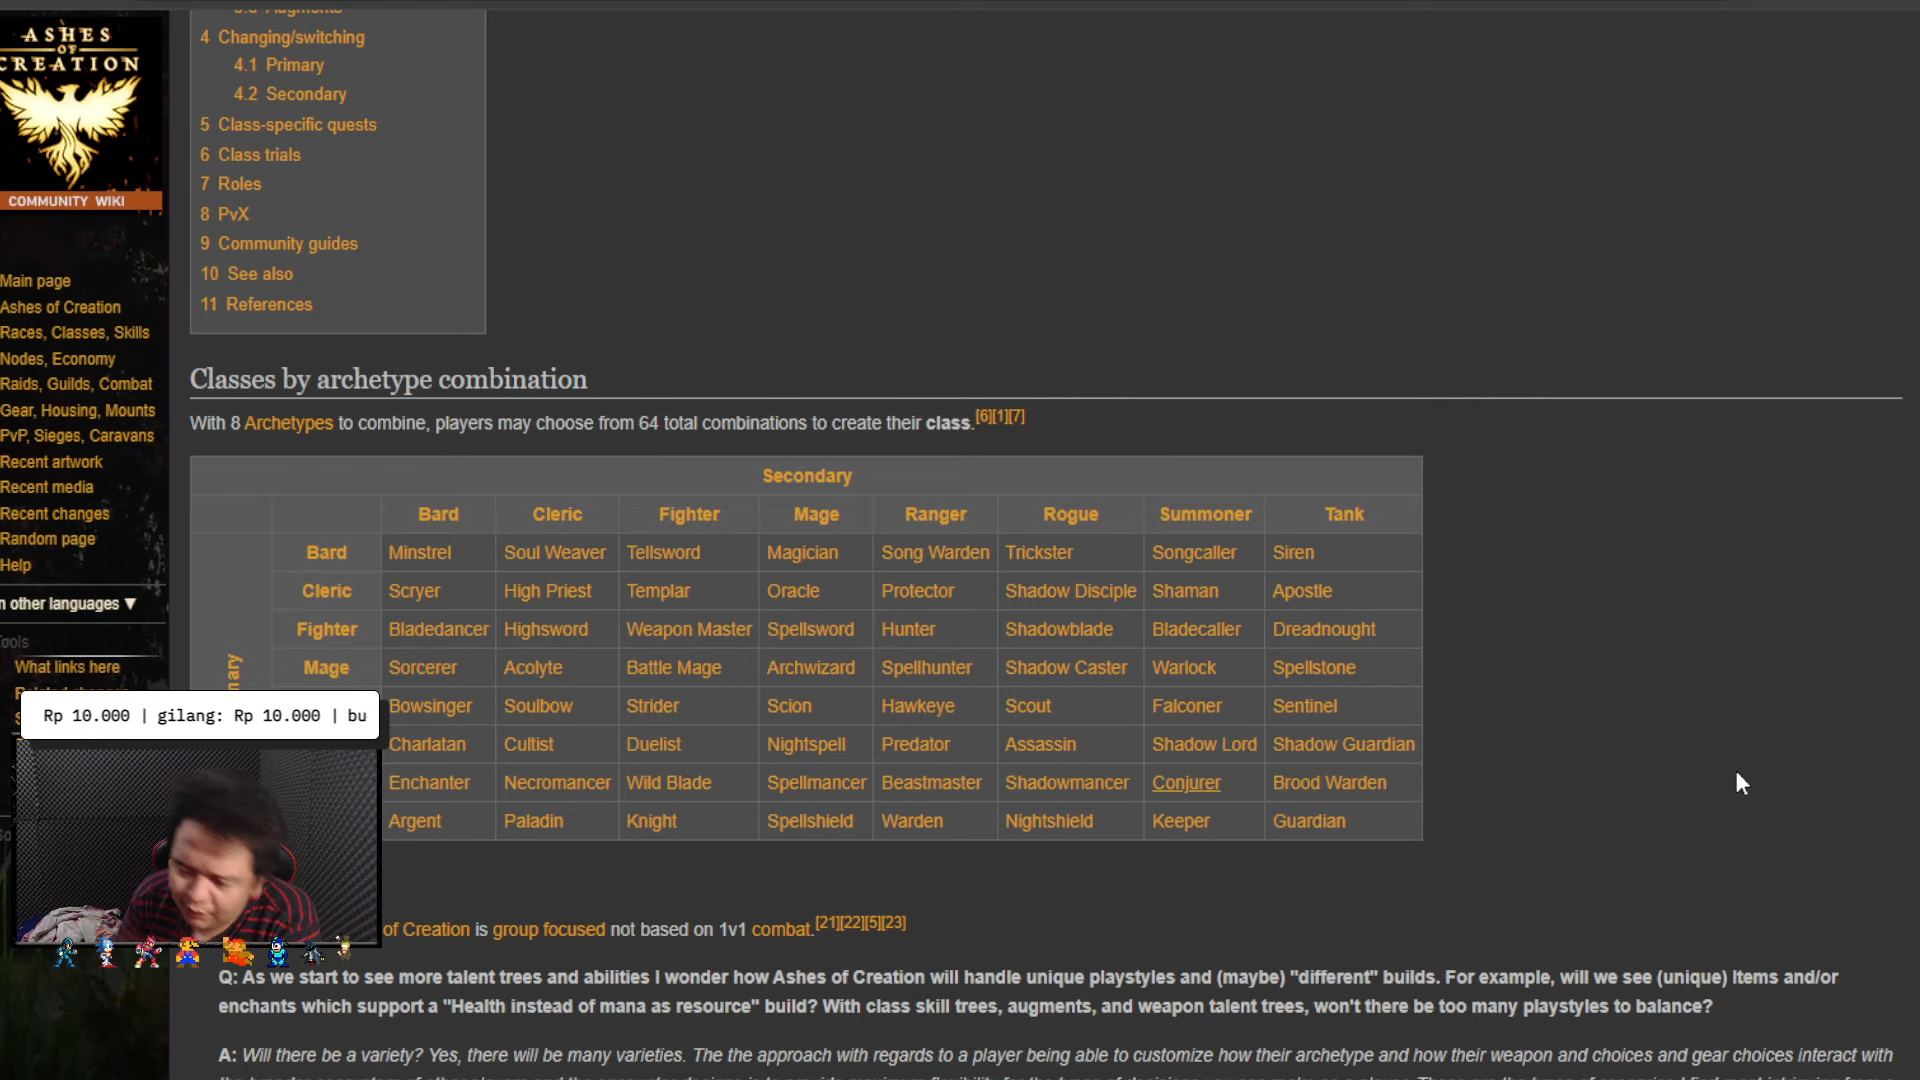 ASHES
OF
CREATION
COMMUNITY WIKI
Main page
Ashes of Creation
Races, Classes, Skills
Nodes, Economy
Raids, Guilds, Combat
Gear, Housing, Mounts
PvP, Sieges, Caravans
Recent artwork
Recent media
Recent changes
Random page
Help
n other languages ▼
Tools
What links here
4 Changing/switching
4.1 Primary
4.2 Secondary
5 Class-specific quests
6 Class trials
7 Roles
8 PvX
9 Community guides
10 See also
11 References
Classes by archetype combination
With 8 Archetypes to combine, players may choose from 64 total combinations to create their class.[6][1][7]
Secondary
Bard Cleric Fighter Mage Ranger Rogue Summoner Tank
Bard Minstrel Soul Weaver Tellsword Magician Song Warden Trickster Songcaller Siren
Cleric Scryer High Priest Templar Oracle Protector Shadow Disciple Shaman Apostle
Fighter Bladedancer Highsword Weapon Master Spellsword Hunter Shadowblade Bladecaller Dreadnought
Mage Sorcerer Acolyte Battle Mage Archwizard Spellhunter Shadow Caster Warlock Spellstone
Bowsinger Soulbow Strider Scion Hawkeye Scout Falconer Sentinel
Charlatan Cultist Duelist Nightspell Predator Assassin Shadow Lord Shadow Guardian
Enchanter Necromancer Wild Blade Spellmancer Beastmaster Shadowmancer Conjurer Brood Warden
Argent Paladin Knight Spellshield Warden Nightshield Keeper Guardian
Rp 10.000 | gilang: Rp 10.000 | bu
of Creation is group focused not based on 1v1 combat.[21][22][5][23]
Q: As we start to see more talent trees and abilities I wonder how Ashes of Creation will handle unique playstyles and (maybe) "different" builds. For example, will we see (unique) Items and/or
enchants which support a "Health instead of mana as resource" build? With class skill trees, augments, and weapon talent trees, won't there be too many playstyles to balance?
A: Will there be a variety? Yes, there will be many varieties. The the approach with regards to a player being able to customize how their archetype and how their weapon and choices and gear choices interact with